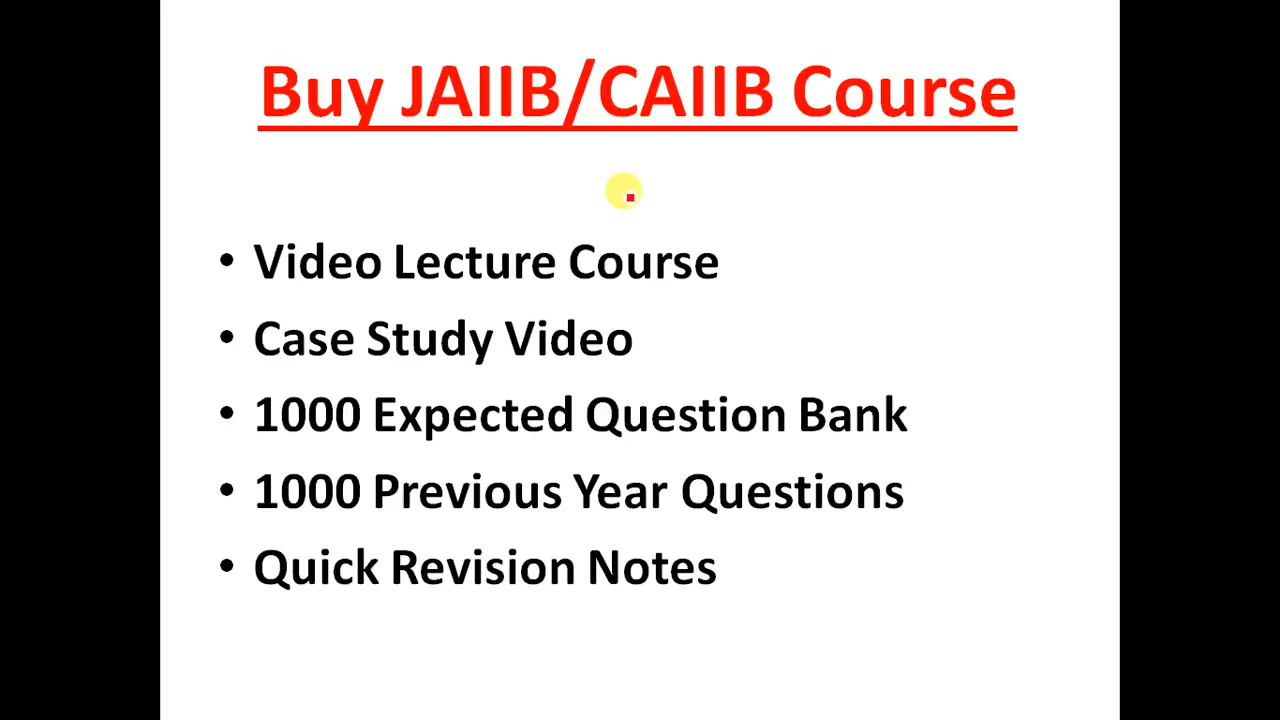 Buy JAIIB/CAIIB Course
• Video Lecture Course
• Case Study Video
• 1000 Expected Question Bank
• 1000 Previous Year Questions
• Quick Revision Notes